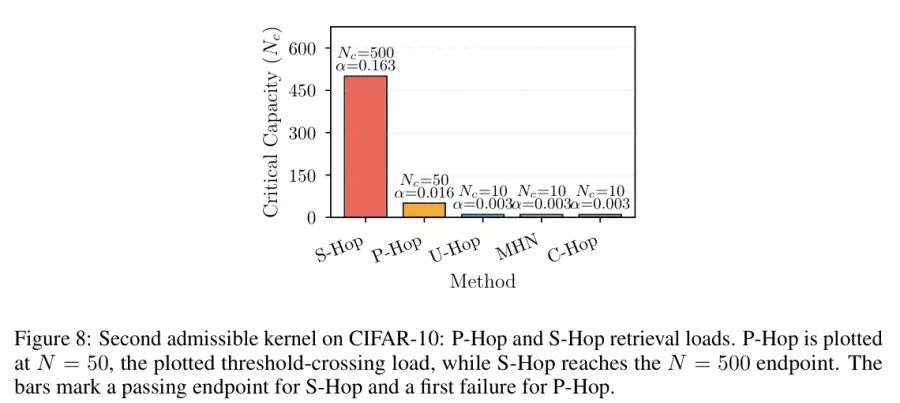 Critical Capacity (N_c)
600
450
300
150
0
N_c=500
α=0.163
N_c=50
α=0.016
N_c=10
α=0.003
N_c=10
α=0.003
N_c=10
α=0.003
S-Hop
P-Hop
U-Hop
MHN
C-Hop
Method
Figure 8: Second admissible kernel on CIFAR-10: P-Hop and S-Hop retrieval loads. P-Hop is plotted
at N = 50, the plotted threshold-crossing load, while S-Hop reaches the N = 500 endpoint. The
bars mark a passing endpoint for S-Hop and a first failure for P-Hop.